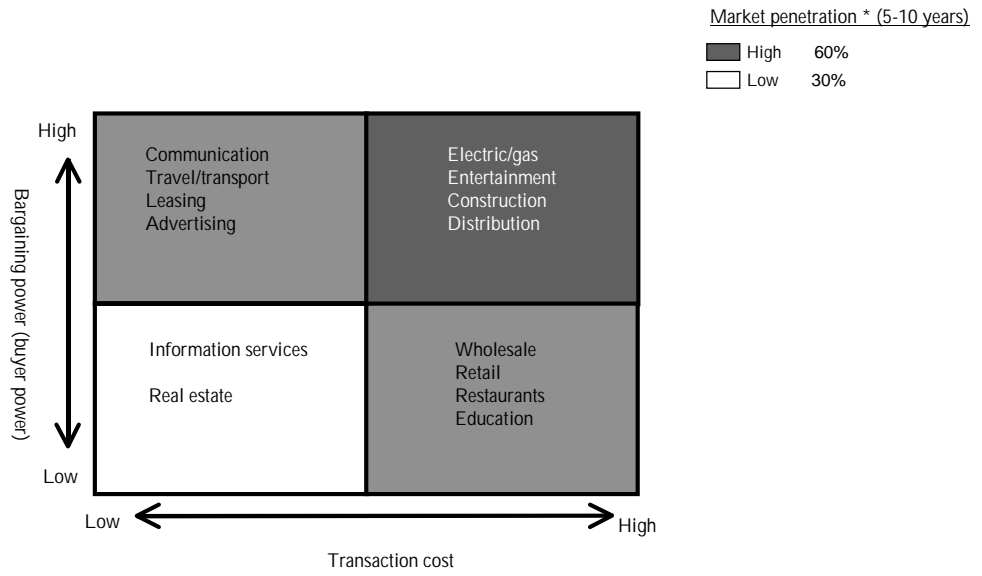 Market penetration * (5-10 years)
High 60%
Low 30%
High
Bargaining power (buyer power)
Low
Communication
Travel/transport
Leasing
Advertising
Electric/gas
Entertainment
Construction
Distribution
Information services
Real estate
Wholesale
Retail
Restaurants
Education
Low
High
Transaction cost